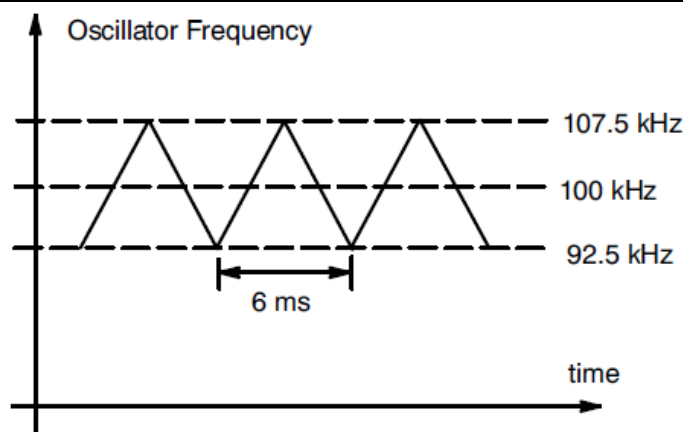 Oscillator Frequency
107.5 kHz
100 kHz
92.5 kHz
6 ms
time